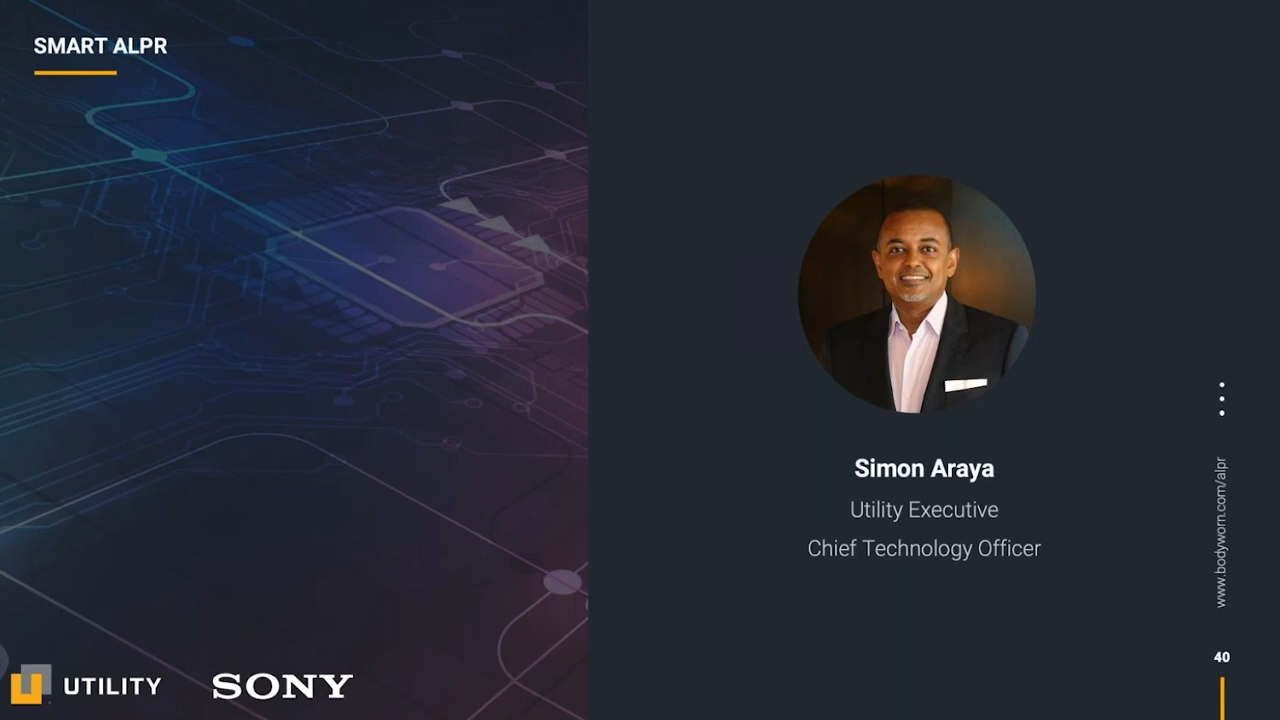 SMART ALPR
Simon Araya
Utility Executive
Chief Technology Officer
www.bodyworn.com/alpr
40
UTILITY
SONY